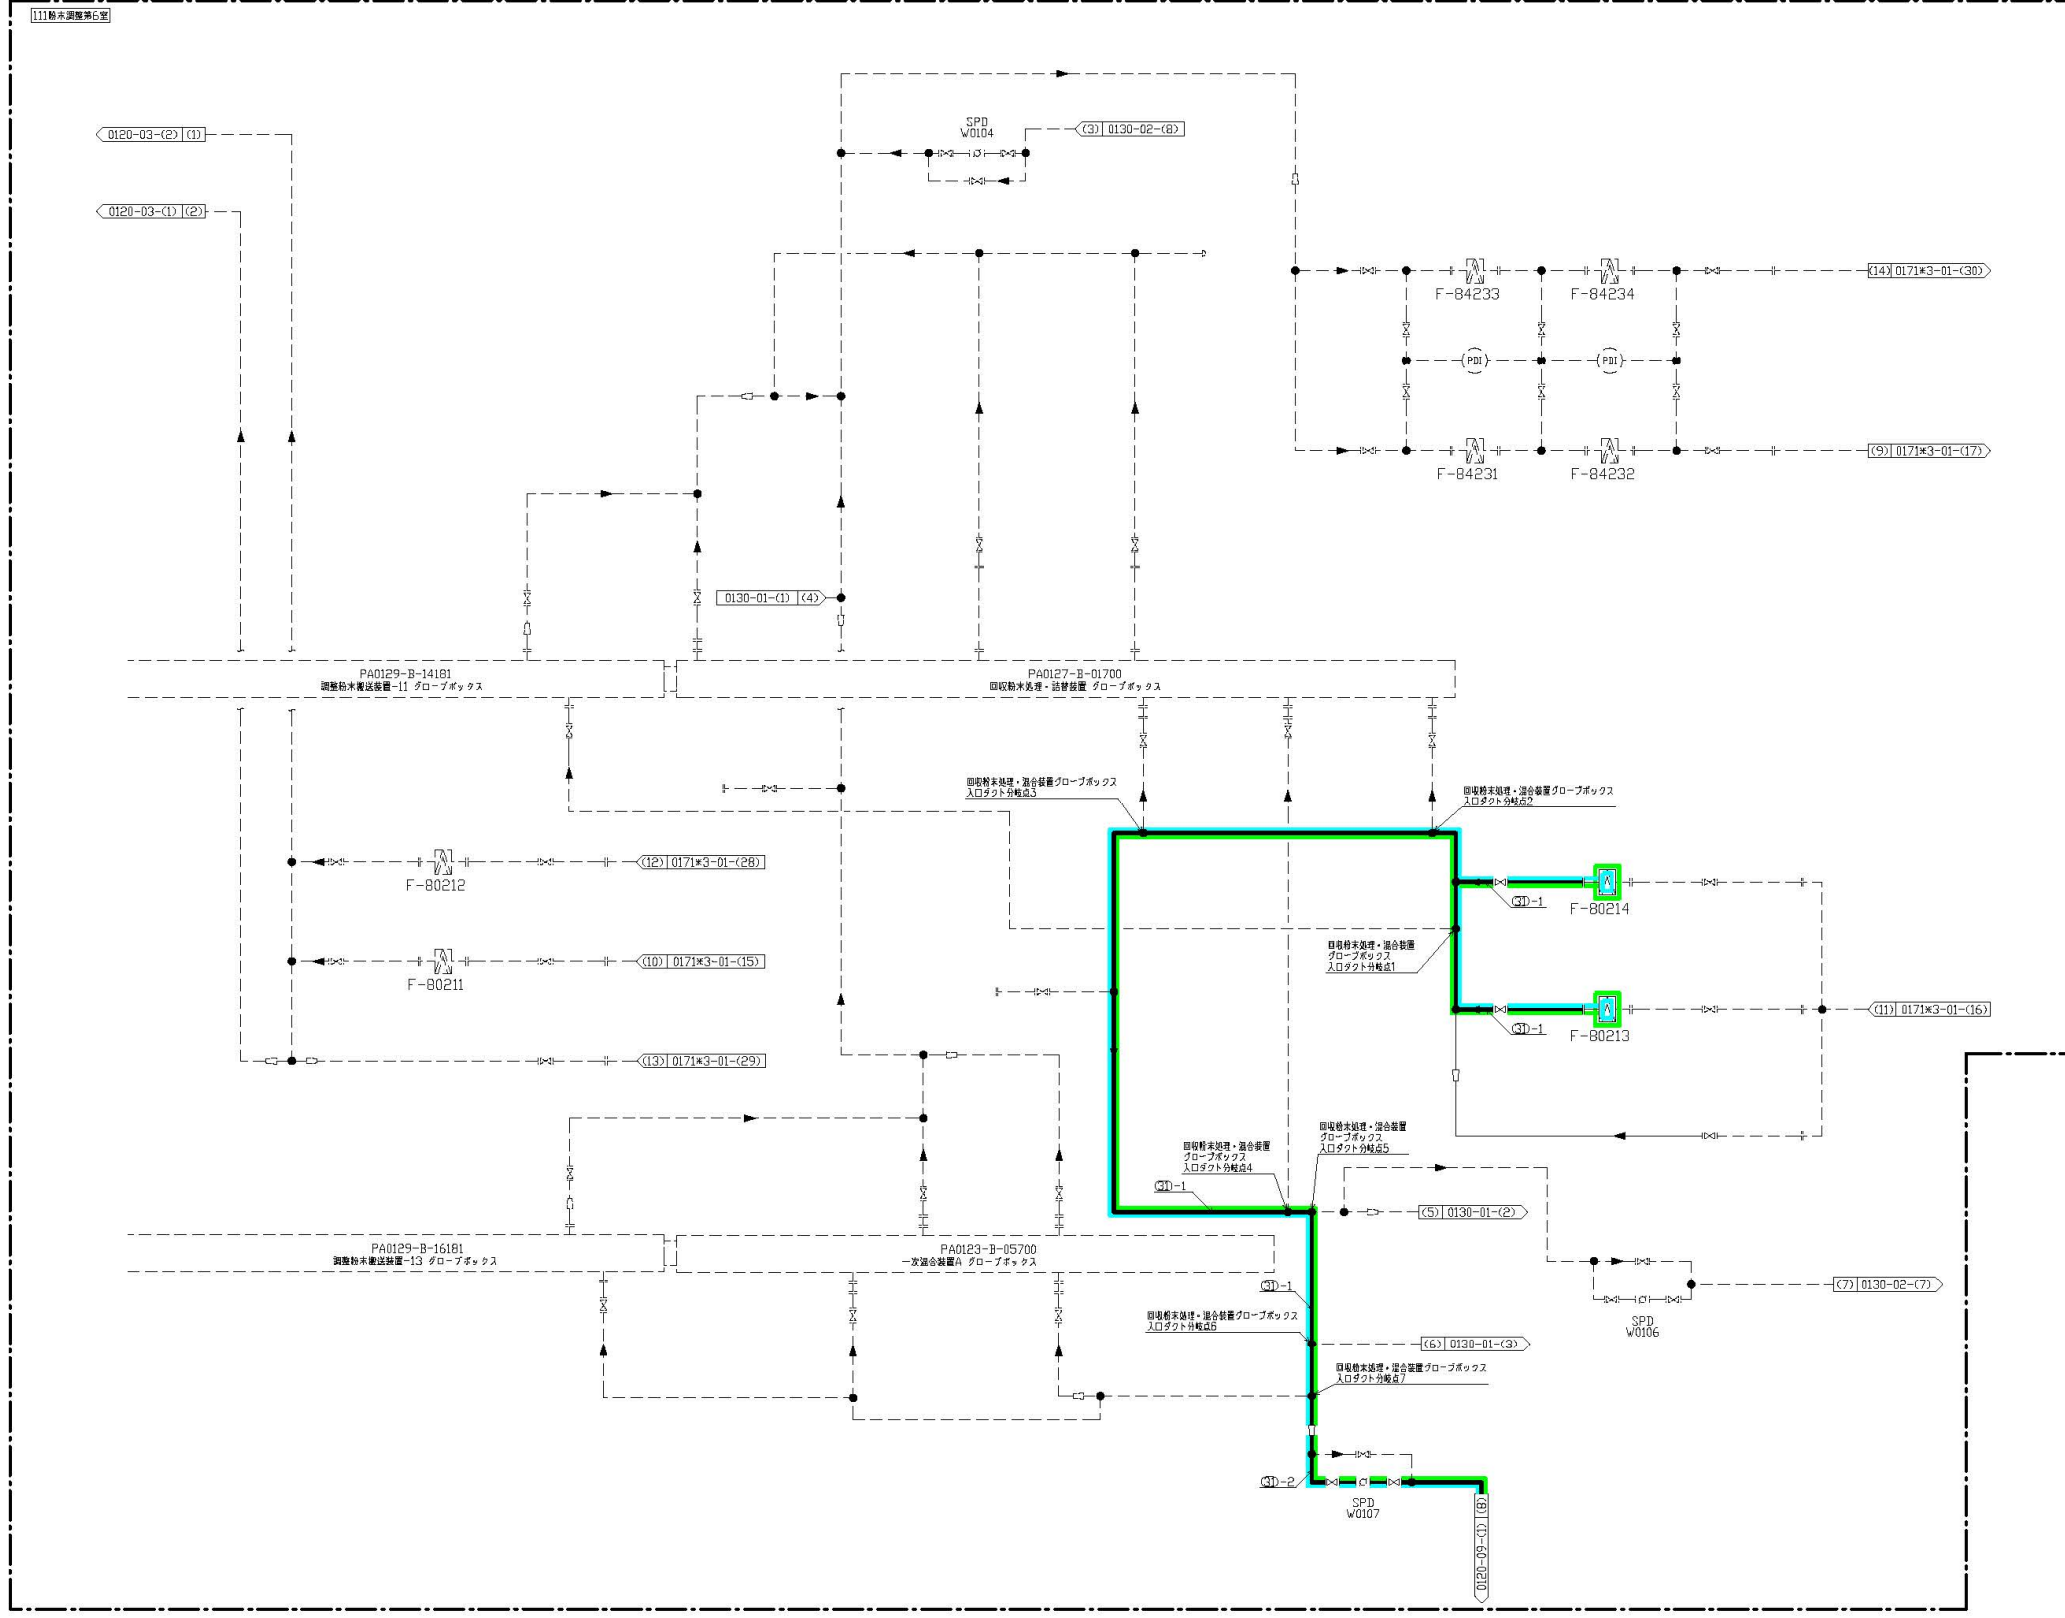 111粉末調整第6室
0120-03-(2) (1)
SPD
W0104
(3) 0130-02-(8)
0120-03-(1) (2)
(14) 0171*3-01-(30)
F-84233
F-84234
PDI
PDI
(9) 0171*3-01-(17)
F-84231
F-84232
0130-01-(1) (4)
PA0129-B-14181
調整粉末搬送装置-11 グローブボックス
PA0127-B-01700
回収粉末処理・詰替装置 グローブボックス
回収粉末処理・混合装置グローブボックス
入口ダクト分岐点3
回収粉末処理・混合装置グローブボックス
入口ダクト分岐点2
(12) 0171*3-01-(28)
F-80212
(31)-1
F-80214
回収粉末処理・混合装置
グローブボックス
入口ダクト分岐点1
(10) 0171*3-01-(15)
F-80211
(11) 0171*3-01-(16)
(31)-1
F-80213
(13) 0171*3-01-(29)
回収粉末処理・混合装置
グローブボックス
入口ダクト分岐点5
回収粉末処理・混合装置
グローブボックス
入口ダクト分岐点4
(31)-1
(5) 0130-01-(2)
PA0129-B-16181
調整粉末搬送装置-13 グローブボックス
PA0123-B-05700
一次混合装置A グローブボックス
(31)-1
(7) 0130-02-(7)
回収粉末処理・混合装置グローブボックス
入口ダクト分岐点6
SPD
W0106
(6) 0130-01-(3)
回収粉末処理・混合装置グローブボックス
入口ダクト分岐点7
(31)-2
SPD
W0107
0120-09-(1) (8)